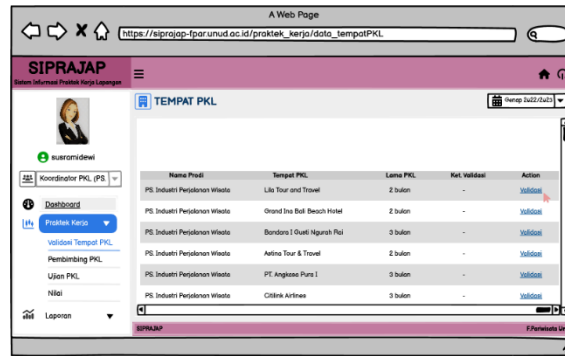 A Web Page
https://siprajap-fpar.unud.ac.id/praktek_kerja/data_tempatPKL
SIPRAJAP
Sistem Informasi Praktek Kerja Lapangan
TEMPAT PKL
Genap 2022/2023
susramidewi
Koordinator PKL (PS.
Dashboard
Praktek Kerja
Validasi Tempat PKL
Pembimbing PKL
Ujian PKL
Nilai
Laporan
Nama Prodi Tempat PKL Lama PKL Ket. Validasi Action
PS. Industri Perjalanan Wisata Lila Tour and Travel 2 bulan - Validasi
PS. Industri Perjalanan Wisata Grand Ina Bali Beach Hotel 2 bulan - Validasi
PS. Industri Perjalanan Wisata Bandara I Gusti Ngurah Rai 3 bulan - Validasi
PS. Industri Perjalanan Wisata Astina Tour & Travel 2 bulan - Validasi
PS. Industri Perjalanan Wisata PT. Angkasa Pura I 3 bulan - Validasi
PS. Industri Perjalanan Wisata Citilink Airlines 3 bulan - Validasi
SIPRAJAP
F.Pariwisata Un